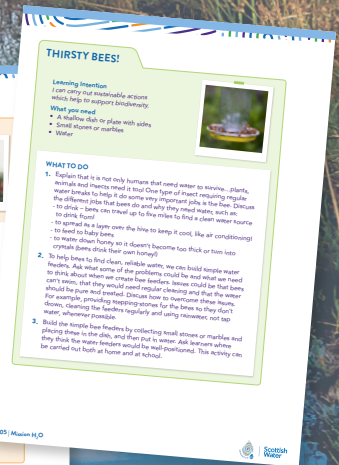 THIRSTY BEES!
Learning Intention
I can carry out sustainable actions
which help to support biodiversity.
What you need
• A shallow dish or plate with sides
• Small stones or marbles
• Water
WHAT TO DO
1. Explain that it is not only humans that need water to survive...plants,
animals and insects need it too! One type of insect requiring regular
water breaks to help it do some very important jobs is the bee. Discuss
the different jobs that bees do and why they need water, such as:
- to drink – bees can travel up to five miles to find a clean water source
to drink from!
- to spread as a layer over the hive to keep it cool, like air conditioning!
- to feed to baby bees
- to water down honey so it doesn't become too thick or turn into
crystals (bees drink their own honey!)
2. To help bees to find clean, reliable water, we can build simple water
feeders. Ask what some of the problems could be and what we need
to think about when we create bee feeders. Issues could be that bees
can't swim, that they would need regular cleaning and that the water
should be pure and treated. Discuss how to overcome these issues.
For example, providing stepping-stones for the bees so they don't
drown, cleaning the feeders regularly and using rainwater, not tap
water, whenever possible.
3. Build the simple bee feeders by collecting small stones or marbles and
placing these in the dish, and then put in water. Ask learners where
they think the water feeders would be well-positioned. This activity can
be carried out both at home and at school.
05 | Mission H₂O
Scottish
Water